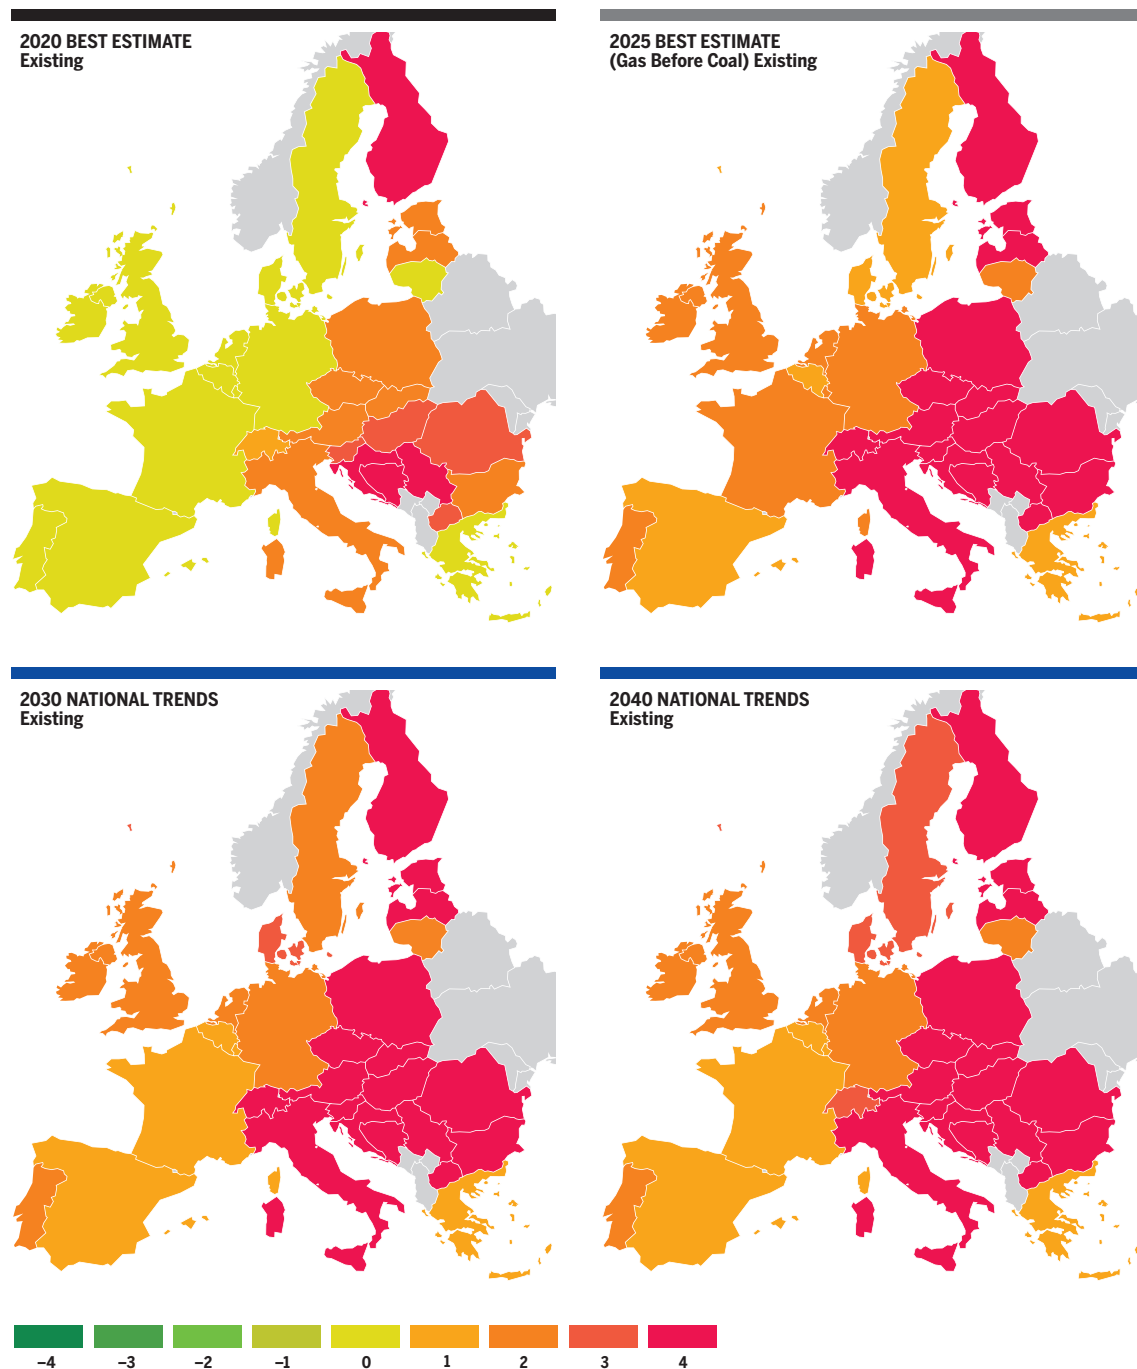 2020 BEST ESTIMATE
Existing
2025 BEST ESTIMATE
(Gas Before Coal) Existing
2030 NATIONAL TRENDS
Existing
2040 NATIONAL TRENDS
Existing
–4 –3 –2 –1 0 1 2 3 4